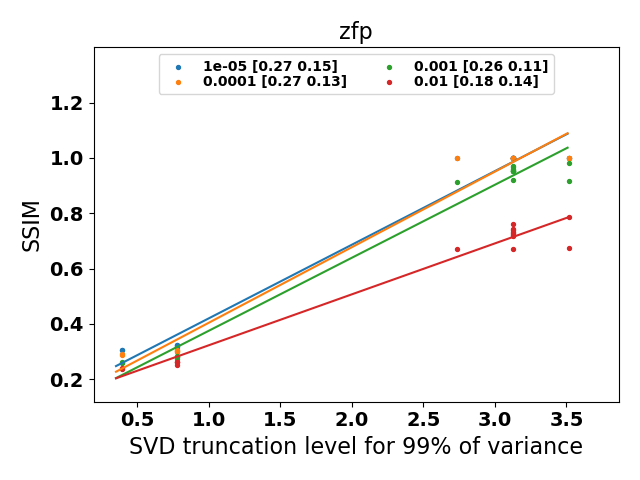 zfp
1e-05 [0.27 0.15]
0.0001 [0.27 0.13]
0.001 [0.26 0.11]
0.01 [0.18 0.14]
SSIM
1.2
1.0
0.8
0.6
0.4
0.2
0.5 1.0 1.5 2.0 2.5 3.0 3.5
SVD truncation level for 99% of variance